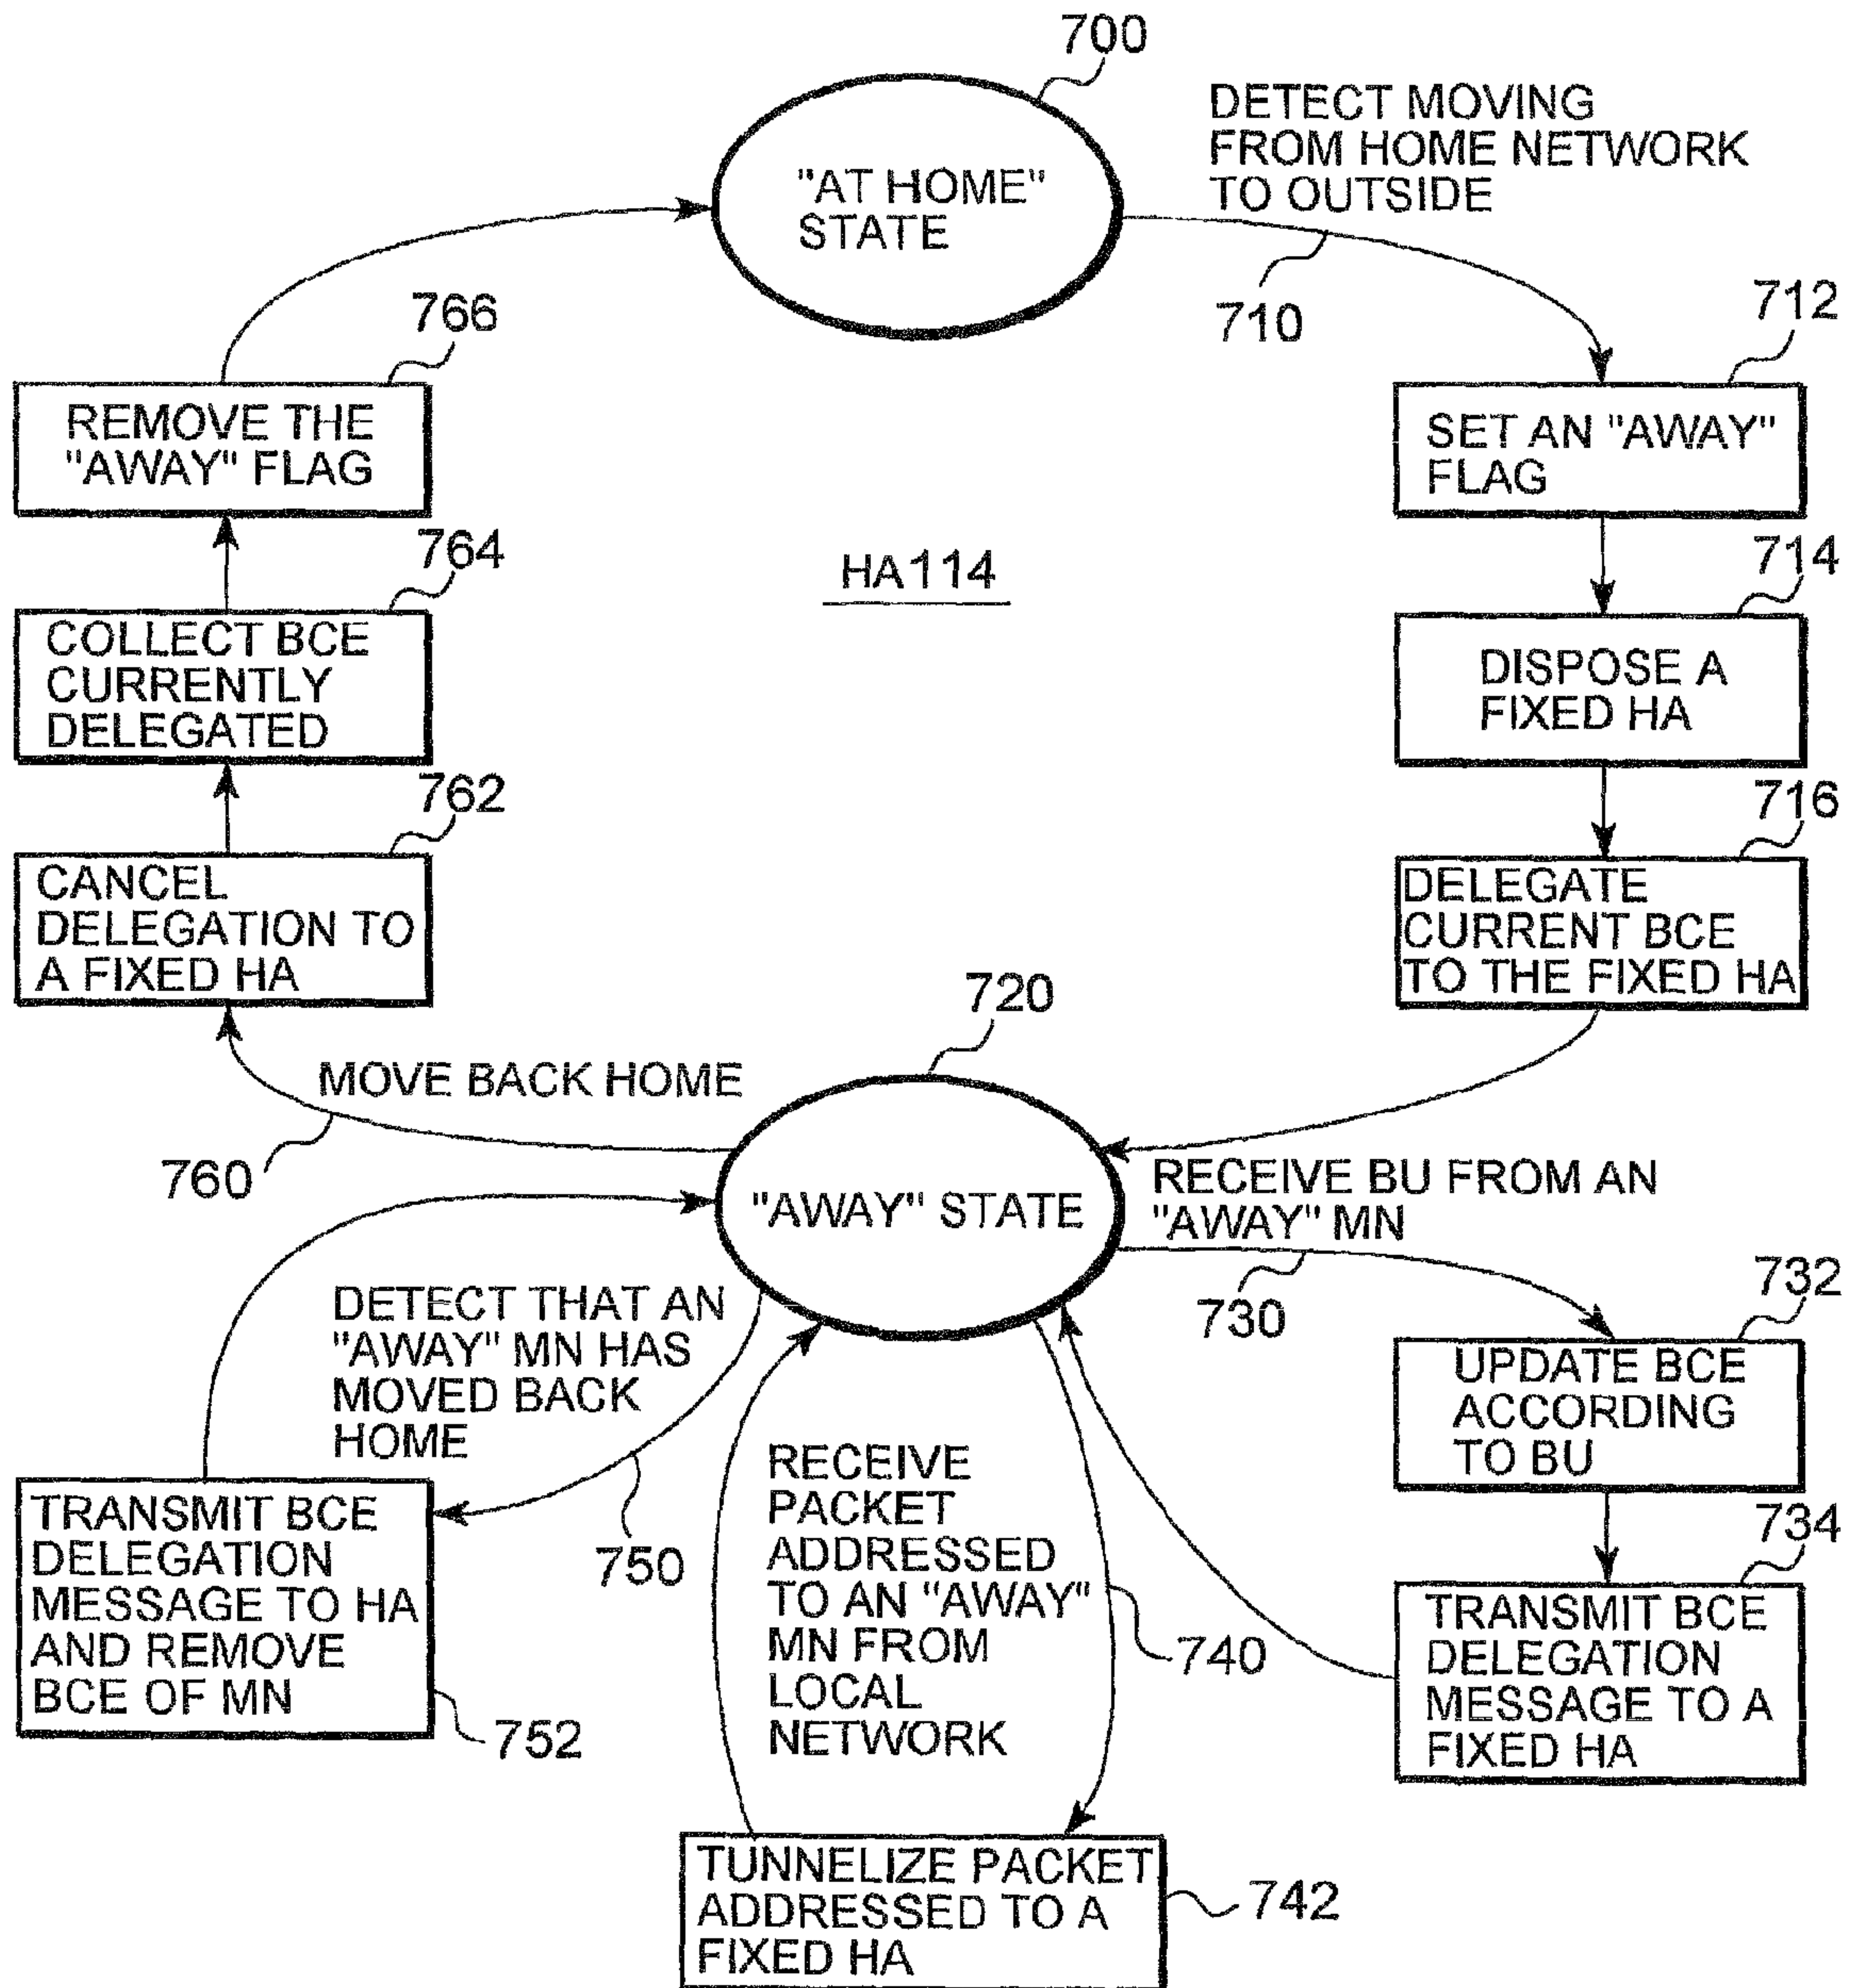 700
"AT HOME"
STATE
DETECT MOVING
FROM HOME NETWORK
TO OUTSIDE
710
712
SET AN "AWAY"
FLAG
714
DISPOSE A
FIXED HA
716
DELEGATE
CURRENT BCE
TO THE FIXED HA
766
REMOVE THE
"AWAY" FLAG
764
COLLECT BCE
CURRENTLY
DELEGATED
762
CANCEL
DELEGATION TO
A FIXED HA
HA114
720
"AWAY" STATE
MOVE BACK HOME
760
RECEIVE BU FROM AN
"AWAY" MN
730
732
UPDATE BCE
ACCORDING
TO BU
734
TRANSMIT BCE
DELEGATION
MESSAGE TO A
FIXED HA
DETECT THAT AN
"AWAY" MN HAS
MOVED BACK
HOME
750
TRANSMIT BCE
DELEGATION
MESSAGE TO HA
AND REMOVE
BCE OF MN
752
RECEIVE
PACKET
ADDRESSED
TO AN "AWAY"
MN FROM
LOCAL
NETWORK
740
TUNNELIZE PACKET
ADDRESSED TO A
FIXED HA
742